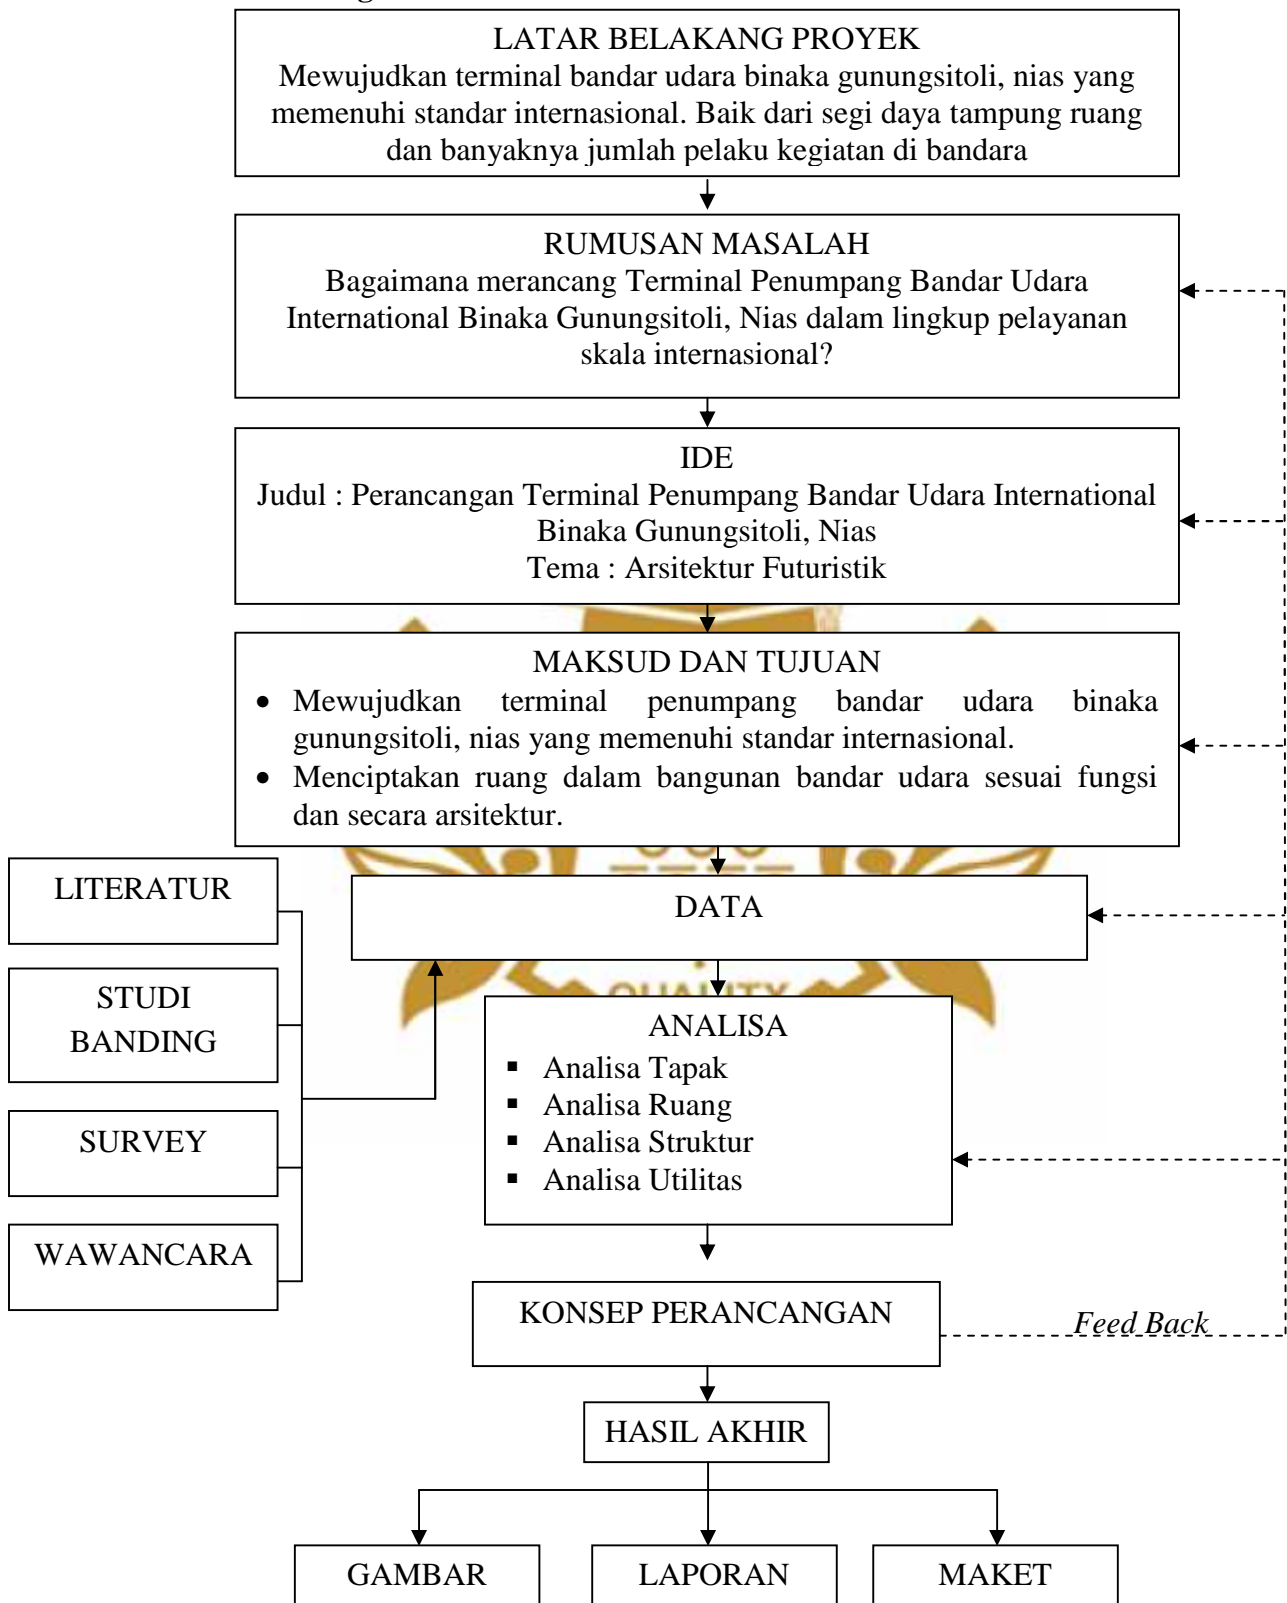 LATAR BELAKANG PROYEK
Mewujudkan terminal bandar udara binaka gunungsitoli, nias yang
memenuhi standar internasional. Baik dari segi daya tampung ruang
dan banyaknya jumlah pelaku kegiatan di bandara
RUMUSAN MASALAH
Bagaimana merancang Terminal Penumpang Bandar Udara
International Binaka Gunungsitoli, Nias dalam lingkup pelayanan
skala internasional?
IDE
Judul : Perancangan Terminal Penumpang Bandar Udara International
Binaka Gunungsitoli, Nias
Tema : Arsitektur Futuristik
MAKSUD DAN TUJUAN
• Mewujudkan terminal penumpang bandar udara binaka
gunungsitoli, nias yang memenuhi standar internasional.
• Menciptakan ruang dalam bangunan bandar udara sesuai fungsi
dan secara arsitektur.
LITERATUR
STUDI
BANDING
SURVEY
WAWANCARA
DATA
QUALITY
ANALISA
▪ Analisa Tapak
▪ Analisa Ruang
▪ Analisa Struktur
▪ Analisa Utilitas
KONSEP PERANCANGAN
Feed Back
HASIL AKHIR
GAMBAR
LAPORAN
MAKET